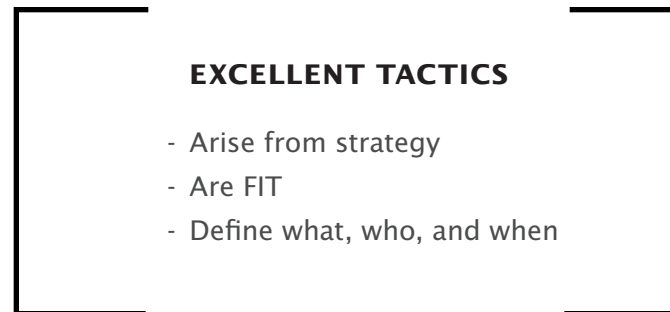 EXCELLENT TACTICS
- Arise from strategy
- Are FIT
- Define what, who, and when